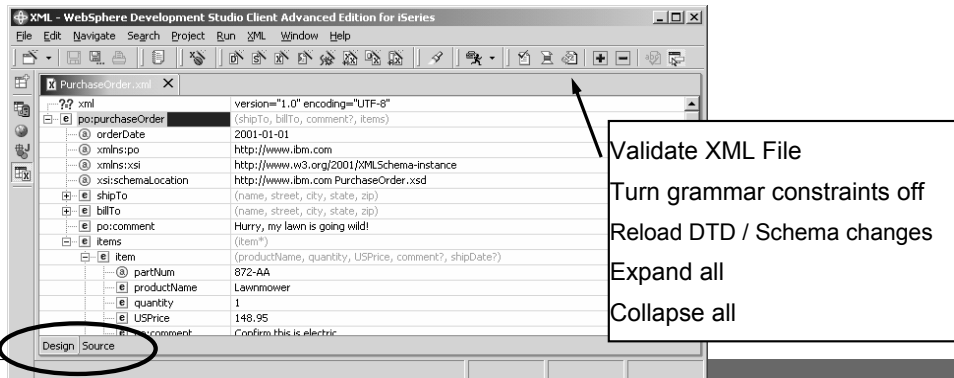 XML - WebSphere Development Studio Client Advanced Edition for iSeries
File Edit Navigate Search Project Run XML Window Help
PurchaseOrder.xml
?·? xml version="1.0" encoding="UTF-8"
e po:purchaseOrder (shipTo, billTo, comment?, items)
a orderDate 2001-01-01
a xmlns:po http://www.ibm.com
a xmlns:xsi http://www.w3.org/2001/XMLSchema-instance
a xsi:schemaLocation http://www.ibm.com PurchaseOrder.xsd
e shipTo (name, street, city, state, zip)
e billTo (name, street, city, state, zip)
e po:comment Hurry, my lawn is going wild!
e items (item*)
e item (productName, quantity, USPrice, comment?, shipDate?)
a partNum 872-AA
e productName Lawnmower
e quantity 1
e USPrice 148.95
e po:comment Confirm this is electric
Design Source
Validate XML File
Turn grammar constraints off
Reload DTD / Schema changes
Expand all
Collapse all